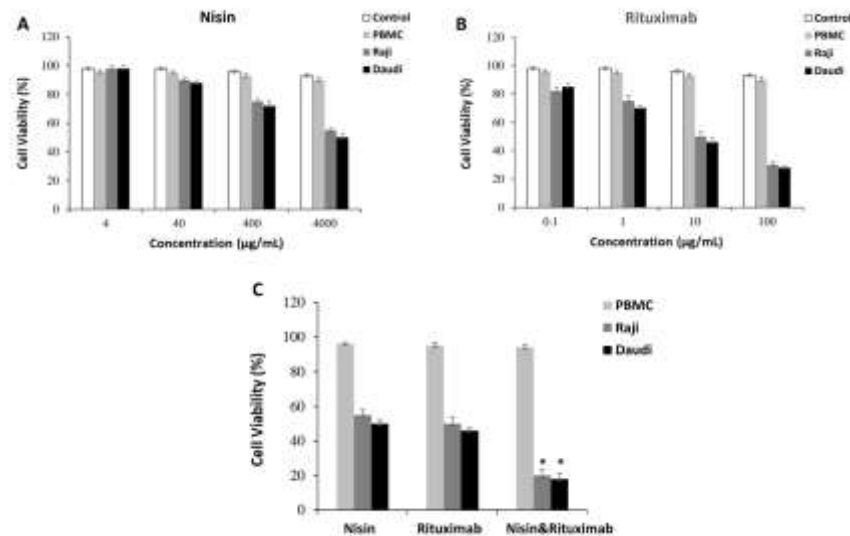 A
Nisin
Control
PBMC
Raji
Daudi
120
100
80
60
40
20
0
Cell Viability (%)
4 40 400 4000
Concentration (μg/mL)
B
Rituximab
Control
PBMC
Raji
Daudi
120
100
80
60
40
20
0
Cell Viability (%)
0.1 1 10 100
Concentration (μg/mL)
C
PBMC
Raji
Daudi
120
100
80
60
40
20
0
Cell Viability (%)
* *
Nisin Rituximab Nisin&Rituximab